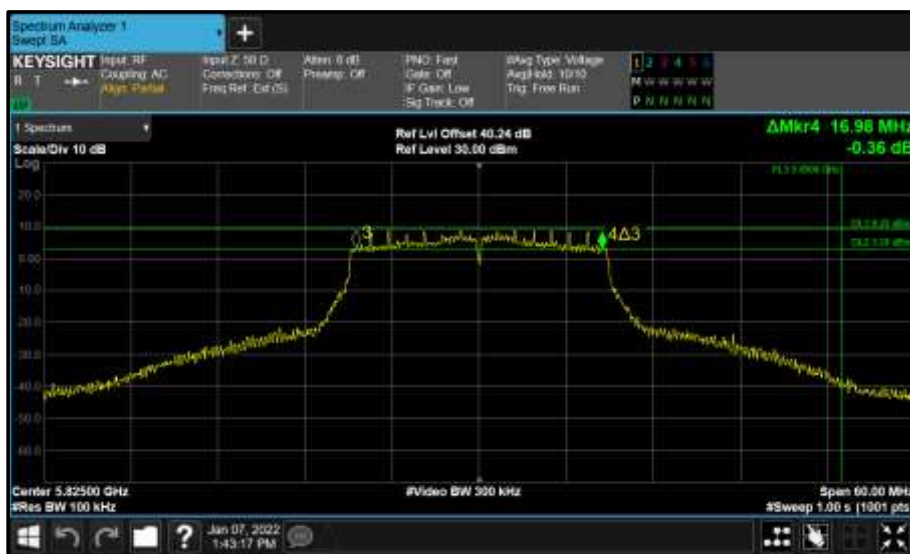 Spectrum Analyzer 1
Swept SA
KEYSIGHT
R T
Input: RF
Coupling: AC
Align: Partial
Input Z: 50 Ω
Corrections: Off
Freq Ref: Ext (S)
Atten: 0 dB
Preamp: Off
PNO: Fast
Gate: Off
IF Gain: Low
Sig Track: Off
#Avg Type: Voltage
Avg|Hold: 10/10
Trig: Free Run
1 2 3 4 5 6
M W W W W W
P N N N N N
1 Spectrum
Scale/Div 10 dB
Ref Lvl Offset 40.24 dB
Ref Level 30.00 dBm
ΔMkr4 16.98 MHz
-0.36 dB
Log
20.0
10.0
0.00
-10.0
-20.0
-30.0
-40.0
-50.0
-60.0
3
4Δ3
Center 5.82500 GHz
#Res BW 100 kHz
#Video BW 300 kHz
Span 60.00 MHz
#Sweep 1.00 s (1001 pts)
?
Jan 07, 2022
1:43:17 PM